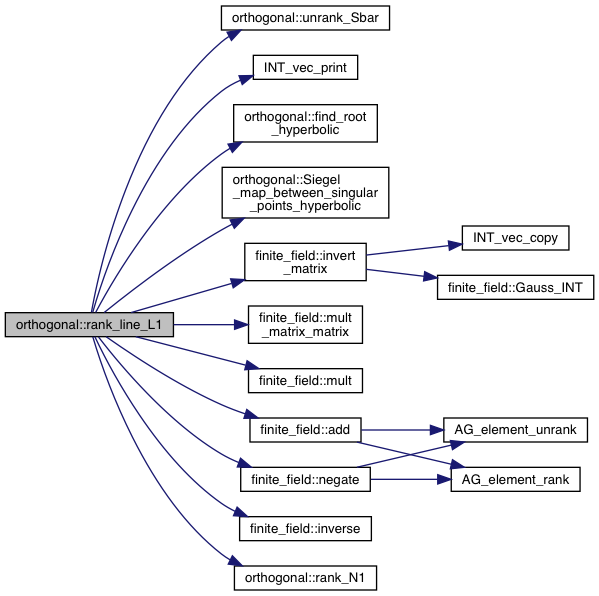 orthogonal::unrank_Sbar
INT_vec_print
orthogonal::find_root
_hyperbolic
orthogonal::Siegel
_map_between_singular
_points_hyperbolic
finite_field::invert
_matrix
INT_vec_copy
finite_field::Gauss_INT
orthogonal::rank_line_L1
finite_field::mult
_matrix_matrix
finite_field::mult
finite_field::add
AG_element_unrank
finite_field::negate
AG_element_rank
finite_field::inverse
orthogonal::rank_N1